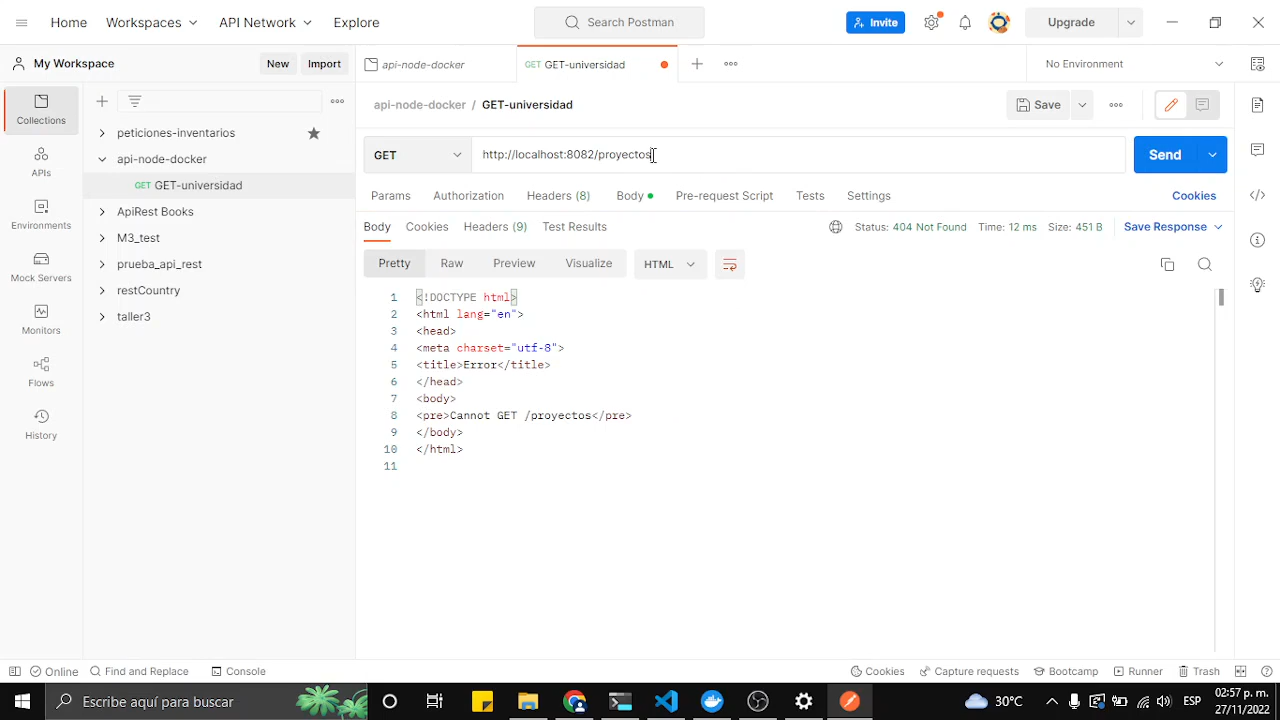 Home Workspaces API Network Explore Search Postman Invite Upgrade
My Workspace New Import api-node-docker GET GET-universidad No Environment
api-node-docker / GET-universidad Save
Collections
APIs
Environments
Mock Servers
Monitors
Flows
History
peticiones-inventarios
api-node-docker
GET GET-universidad
ApiRest Books
M3_test
prueba_api_rest
restCountry
taller3
GET http://localhost:8082/proyectos Send
Params Authorization Headers (8) Body Pre-request Script Tests Settings Cookies
Body Cookies Headers (9) Test Results Status: 404 Not Found Time: 12 ms Size: 451 B Save Response
Pretty Raw Preview Visualize HTML
1 <!DOCTYPE html>
2 <html lang="en">
3 <head>
4 <meta charset="utf-8">
5 <title>Error</title>
6 </head>
7 <body>
8 <pre>Cannot GET /proyectos</pre>
9 </body>
10 </html>
11
Online Find and Replace Console Cookies Capture requests Bootcamp Runner Trash
Escribe aquí para buscar 30°C ESP 02:57 p. m.
27/11/2022